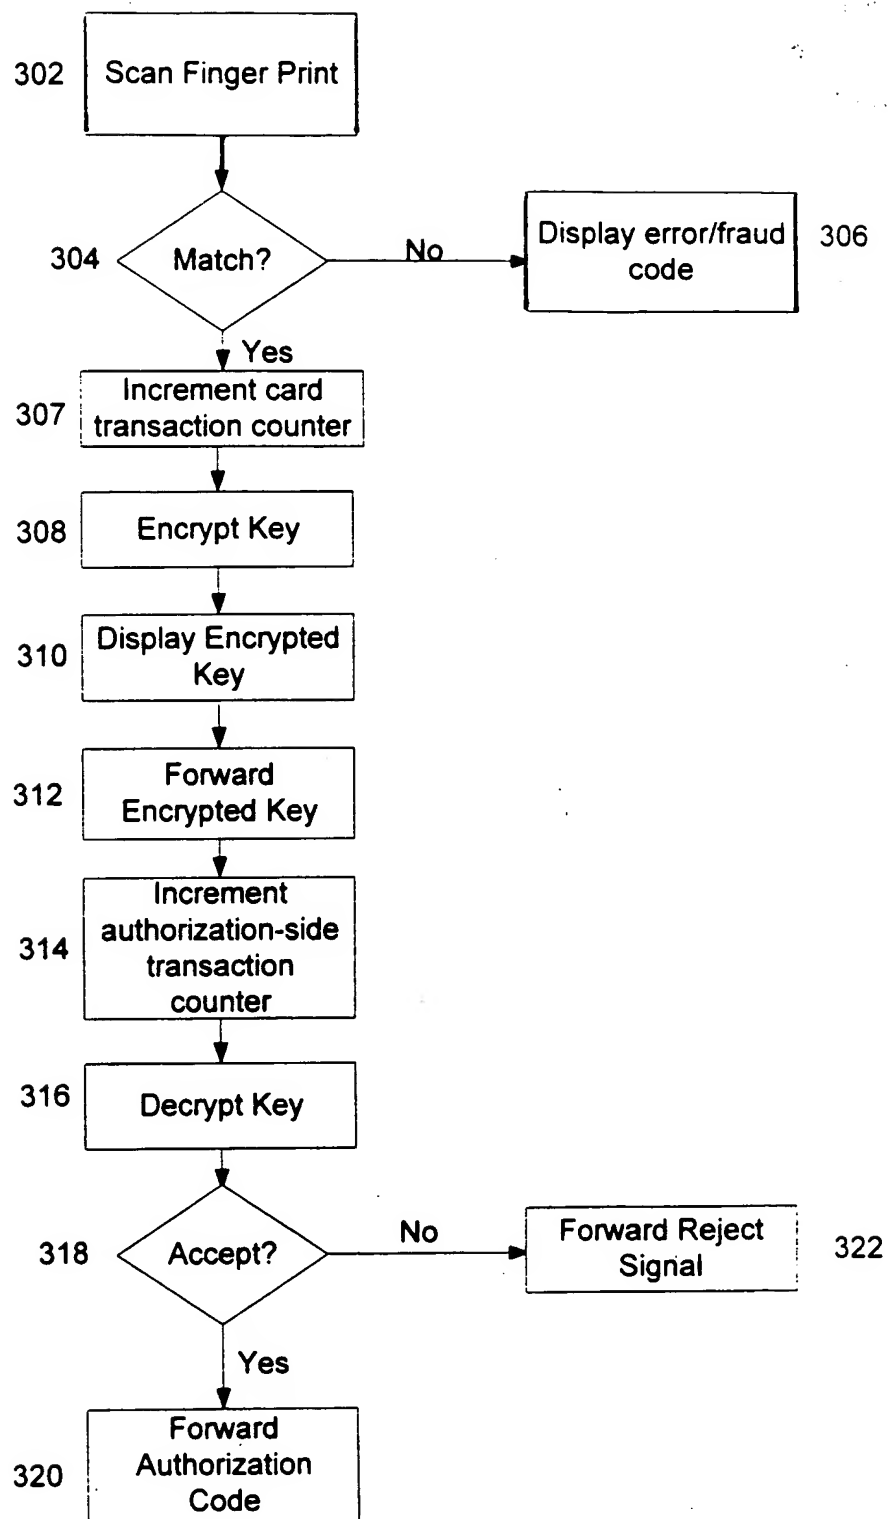 302
Scan Finger Print
304
Match?
No
Display error/fraud
code
306
Yes
307
Increment card
transaction counter
308
Encrypt Key
310
Display Encrypted
Key
312
Forward
Encrypted Key
314
Increment
authorization-side
transaction
counter
316
Decrypt Key
318
Accept?
No
Forward Reject
Signal
322
Yes
320
Forward
Authorization
Code